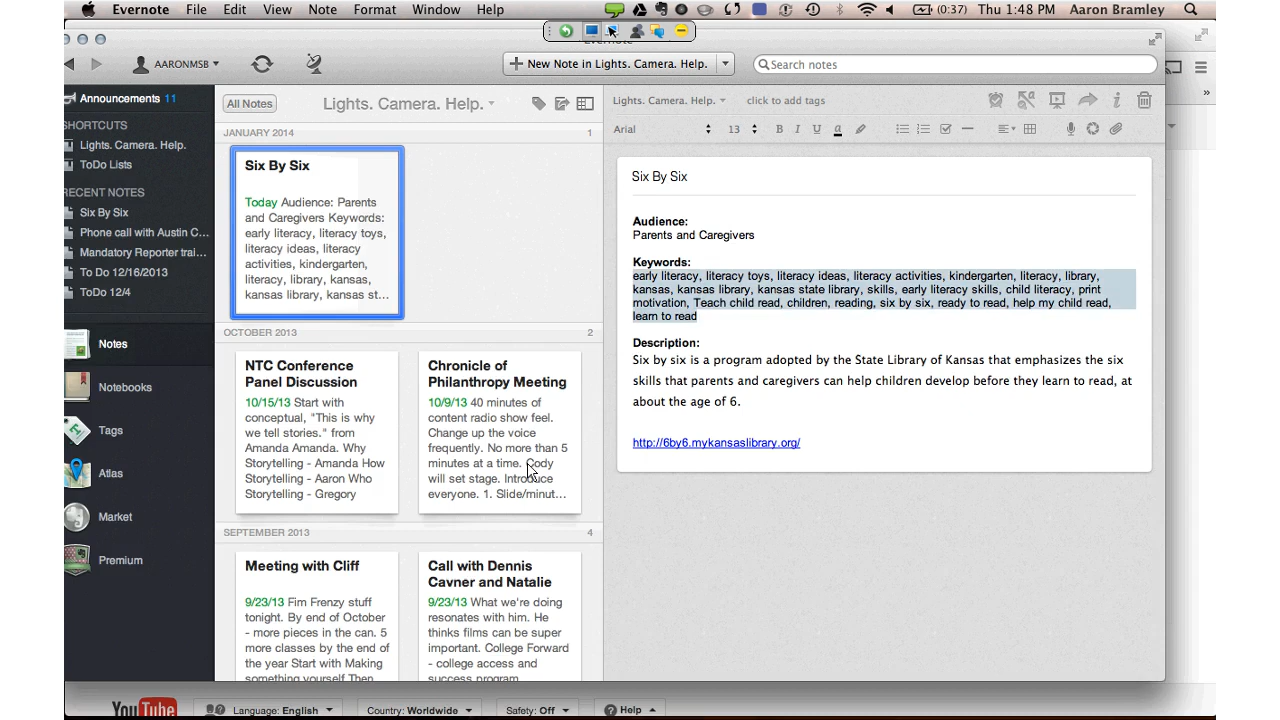 Evernote File Edit View Note Format Window Help (0:37) Thu 1:48 PM Aaron Bramley
AARONMSB
New Note in Lights. Camera. Help.
Search notes
Announcements 11
SHORTCUTS
Lights. Camera. Help.
ToDo Lists
RECENT NOTES
Six By Six
Phone call with Austin C...
Mandatory Reporter trai...
To Do 12/16/2013
ToDo 12/4
Notes
Notebooks
Tags
Atlas
Market
Premium
All Notes Lights. Camera. Help.
JANUARY 2014 1
Six By Six
Today Audience: Parents
and Caregivers Keywords:
early literacy, literacy toys,
literacy ideas, literacy
activities, kindergarten,
literacy, library, kansas,
kansas library, kansas st...
OCTOBER 2013 2
NTC Conference
Panel Discussion
10/15/13 Start with
conceptual, "This is why
we tell stories." from
Amanda Amanda. Why
Storytelling - Amanda How
Storytelling - Aaron Who
Storytelling - Gregory
Chronicle of
Philanthropy Meeting
10/9/13 40 minutes of
content radio show feel.
Change up the voice
frequently. No more than 5
minutes at a time. Cody
will set stage. Introduce
everyone. 1. Slide/minut...
SEPTEMBER 2013 4
Meeting with Cliff
9/23/13 Fim Frenzy stuff
tonight. By end of October
- more pieces in the can. 5
more classes by the end of
the year Start with Making
something yourself Then
Call with Dennis
Cavner and Natalie
9/23/13 What we're doing
resonates with him. He
thinks films can be super
important. College Forward
- college access and
success program
Lights. Camera. Help. click to add tags
Arial 13 B I U a
Six By Six
Audience:
Parents and Caregivers
Keywords:
early literacy, literacy toys, literacy ideas, literacy activities, kindergarten, literacy, library,
kansas, kansas library, kansas state library, skills, early literacy skills, child literacy, print
motivation, Teach child read, children, reading, six by six, ready to read, help my child read,
learn to read
Description:
Six by six is a program adopted by the State Library of Kansas that emphasizes the six
skills that parents and caregivers can help children develop before they learn to read, at
about the age of 6.
http://6by6.mykansaslibrary.org/
YouTube Language: English Country: Worldwide Safety: Off Help